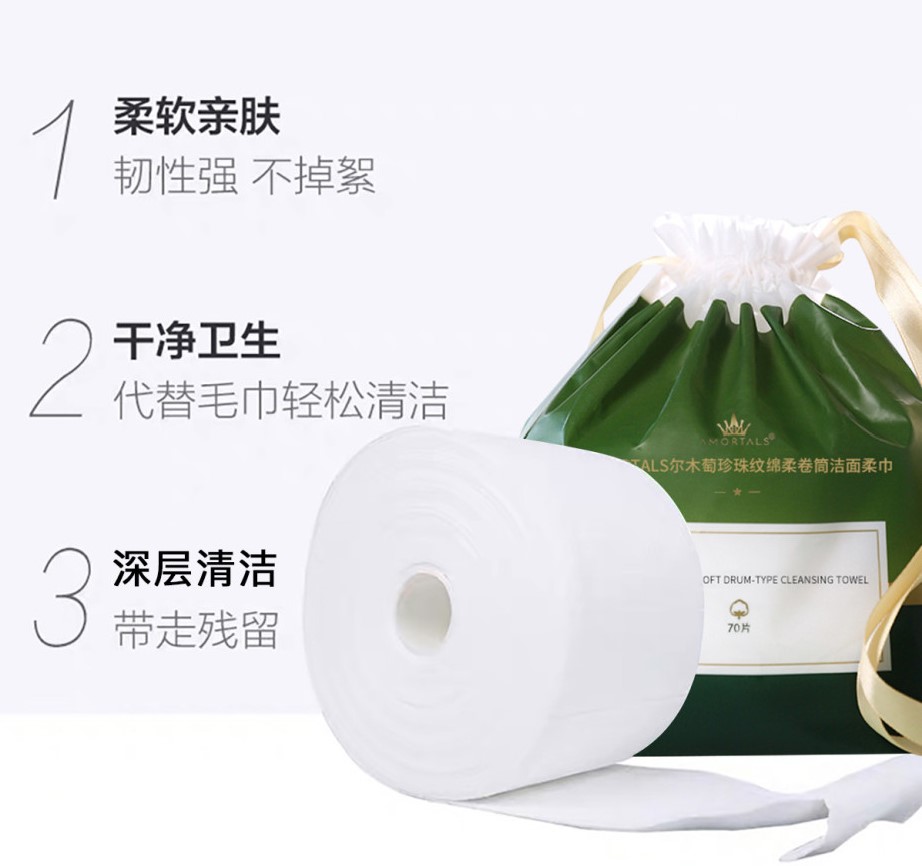 1
柔软亲肤
韧性强 不掉絮
2
干净卫生
代替毛巾轻松清洁
3
深层清洁
带走残留
MORTALS®
TALS尔木萄珍珠纹绵柔卷筒洁面柔巾
OFT DRUM-TYPE CLEANSING TOWEL
70片